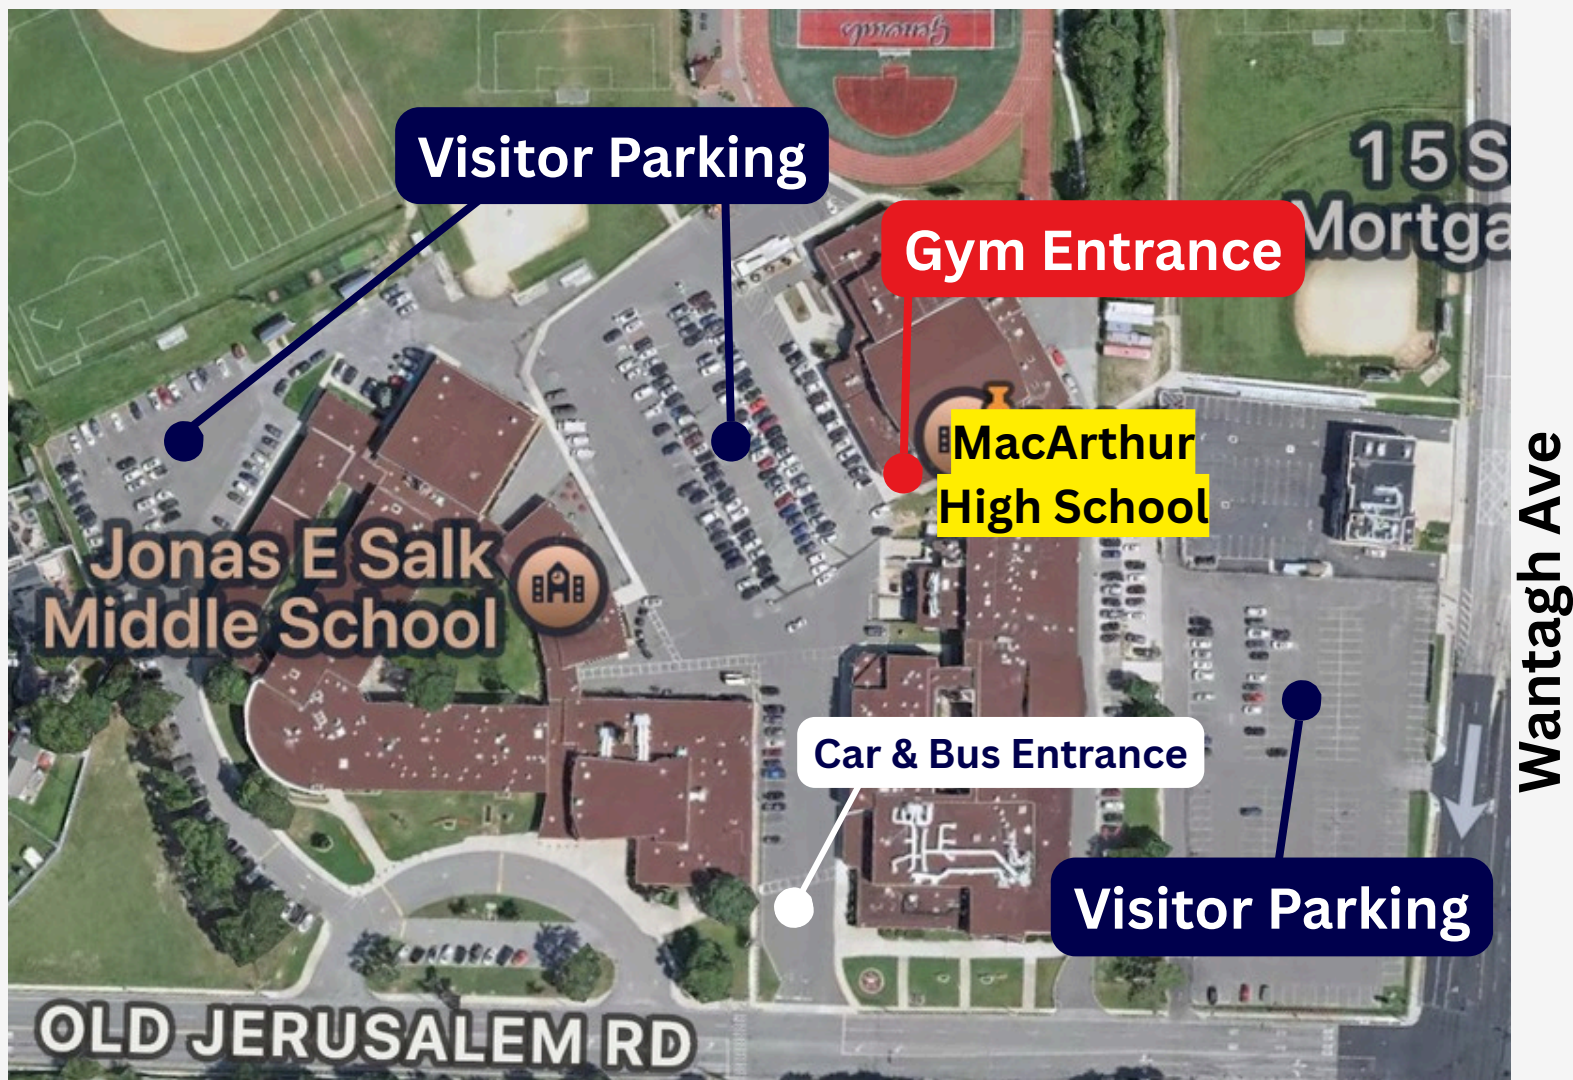 Generals
Visitor Parking
15 S
Mortga
Gym Entrance
MacArthur
High School
Jonas E Salk
Middle School
Wantagh Ave
Car & Bus Entrance
Visitor Parking
OLD JERUSALEM RD